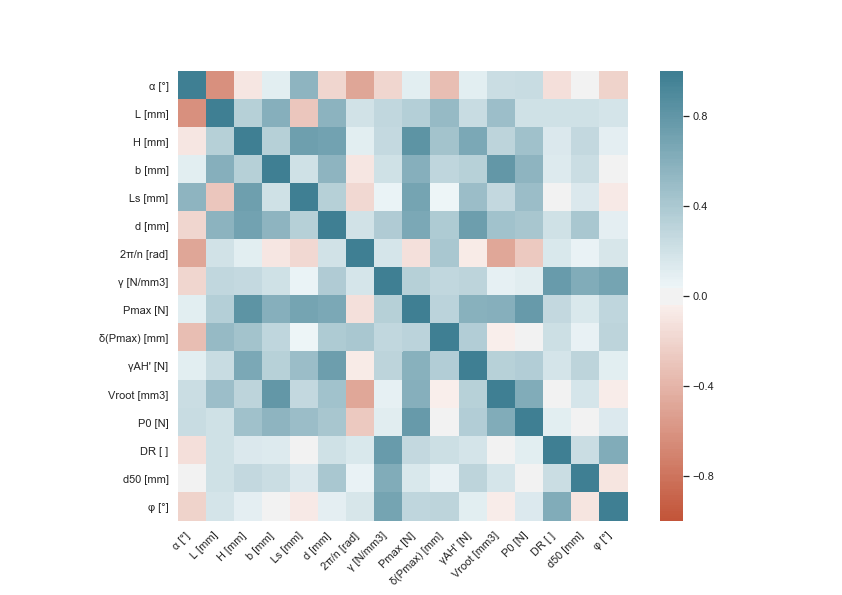 α [°]
L [mm]
H [mm]
b [mm]
Ls [mm]
d [mm]
2π/n [rad]
γ [N/mm3]
Pmax [N]
δ(Pmax) [mm]
γAH' [N]
Vroot [mm3]
P0 [N]
DR [ ]
d50 [mm]
φ [°]
0.8
0.4
0.0
−0.4
−0.8
α [°]
L [mm]
H [mm]
b [mm]
Ls [mm]
d [mm]
2π/n [rad]
γ [N/mm3]
Pmax [N]
δ(Pmax) [mm]
γAH' [N]
Vroot [mm3]
P0 [N]
DR [ ]
d50 [mm]
φ [°]